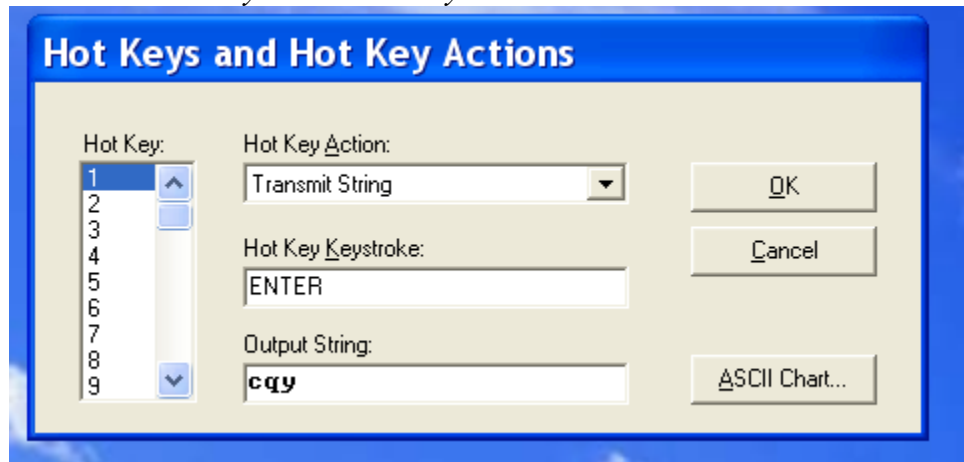 Hot Keys and Hot Key Actions
Hot Key:
1
2
3
4
5
6
7
8
9
Hot Key Action:
Transmit String
Hot Key Keystroke:
ENTER
Output String:
cqy
OK
Cancel
ASCII Chart...